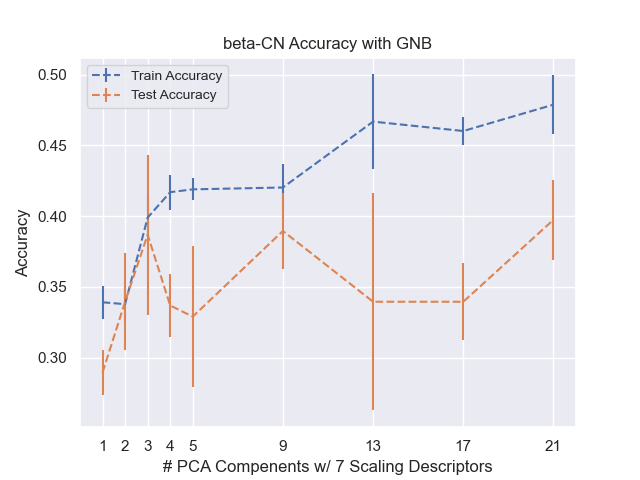 beta-CN Accuracy with GNB
Train Accuracy
Test Accuracy
0.50
0.45
0.40
0.35
0.30
Accuracy
1 2 3 4 5 9 13 17 21
# PCA Compenents w/ 7 Scaling Descriptors